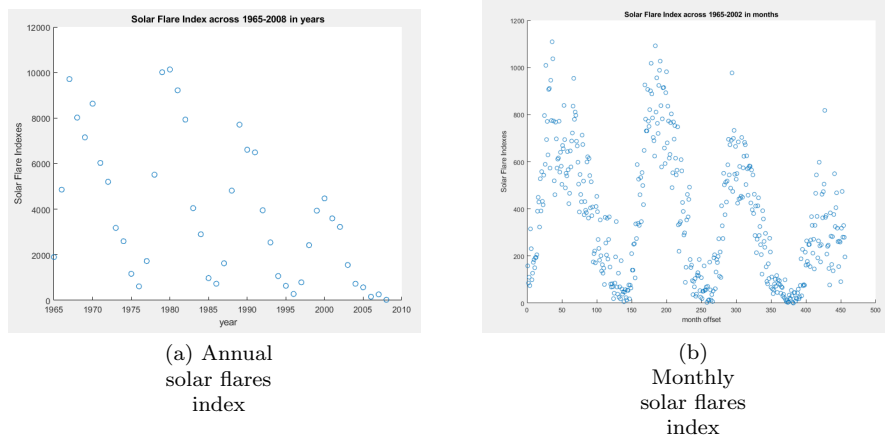 Solar Flare Index across 1965-2008 in years
12000
10000
8000
6000
4000
2000
0
Solar Flare Indexes
1965
1970
1975
1980
1985
1990
1995
2000
2005
2010
year
(a) Annual
solar flares
index
Solar Flare Index across 1965-2002 in months
1200
1000
800
600
400
200
0
Solar Flare Indexes
0
50
100
150
200
250
300
350
400
450
500
month offset
(b)
Monthly
solar flares
index